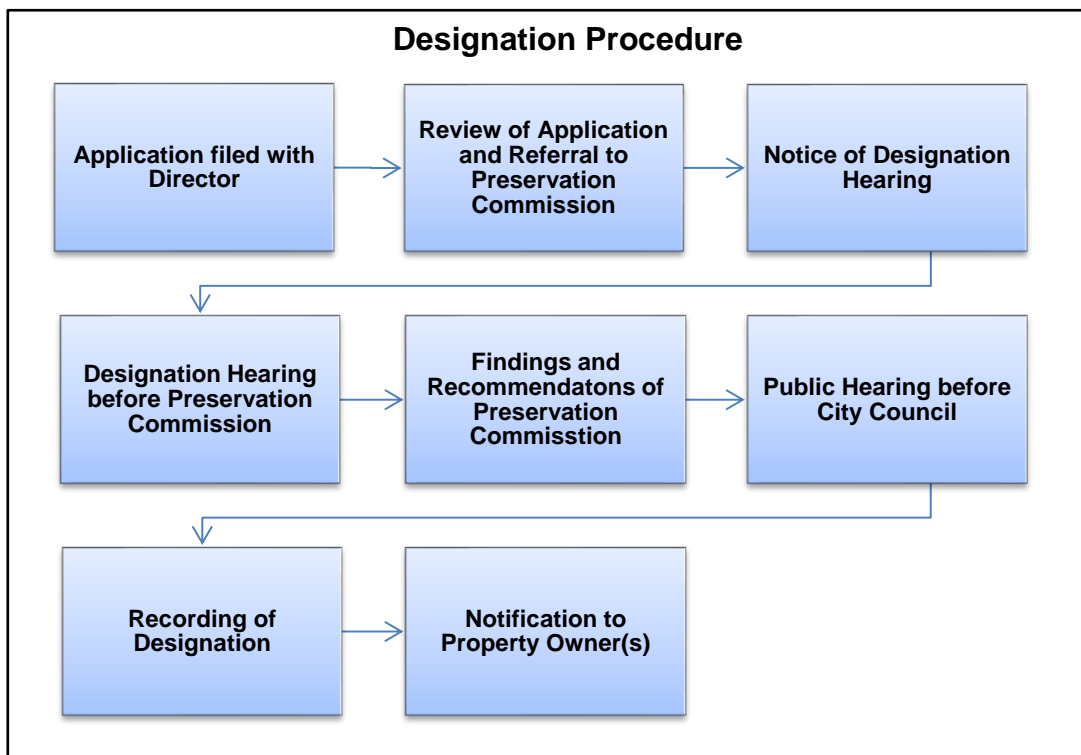 Designation Procedure
Application filed with
Director
Review of Application
and Referral to
Preservation
Commission
Notice of Designation
Hearing
Designation Hearing
before Preservation
Commission
Findings and
Recommendatons of
Preservation
Commisstion
Public Hearing before
City Council
Recording of
Designation
Notification to
Property Owner(s)